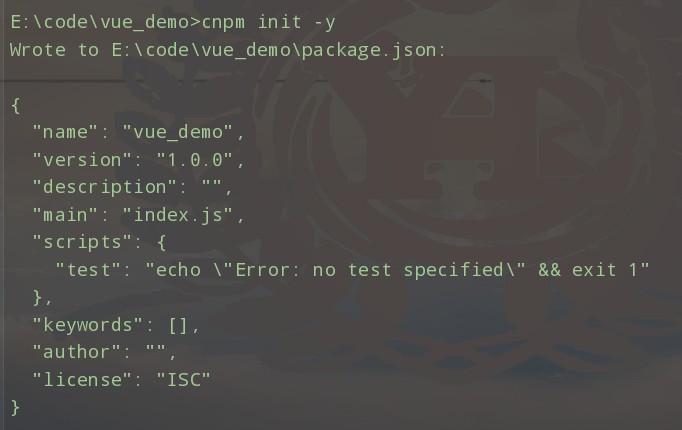 E:\code\vue_demo>cnpm init -y
Wrote to E:\code\vue_demo\package.json:
{
  "name": "vue_demo",
  "version": "1.0.0",
  "description": "",
  "main": "index.js",
  "scripts": {
    "test": "echo \"Error: no test specified\" && exit 1"
  },
  "keywords": [],
  "author": "",
  "license": "ISC"
}